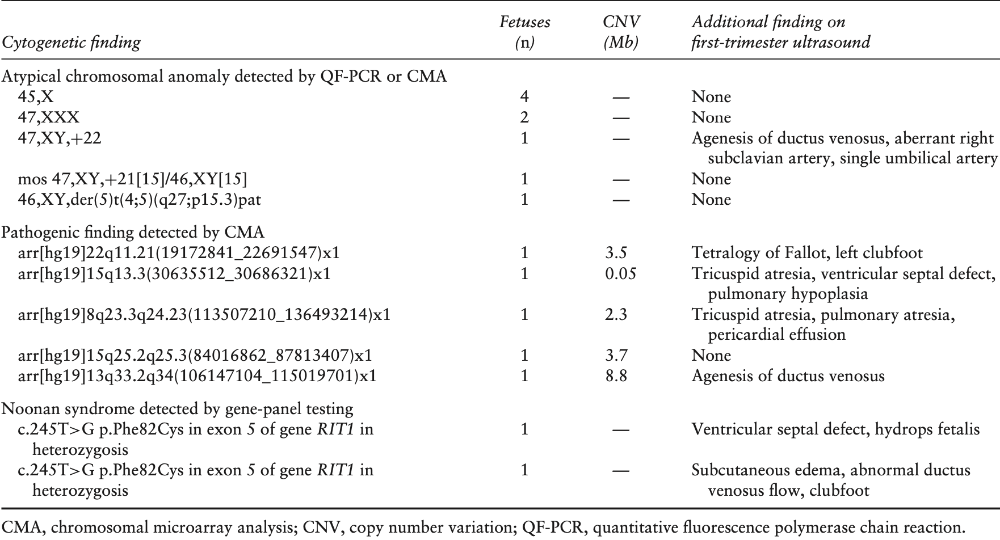 Cytogenetic finding Fetuses (n) CNV (Mb) Additional finding on first-trimester ultrasound
Atypical chromosomal anomaly detected by QF-PCR or CMA
45,X 4 — None
47,XXX 2 — None
47,XY,+22 1 — Agenesis of ductus venosus, aberrant right
subclavian artery, single umbilical artery
mos 47,XY,+21[15]/46,XY[15] 1 — None
46,XY,der(5)t(4;5)(q27;p15.3)pat 1 — None
Pathogenic finding detected by CMA
arr[hg19]22q11.21(19172841_22691547)x1 1 3.5 Tetralogy of Fallot, left clubfoot
arr[hg19]15q13.3(30635512_30686321)x1 1 0.05 Tricuspid atresia, ventricular septal defect,
pulmonary hypoplasia
arr[hg19]8q23.3q24.23(113507210_136493214)x1 1 2.3 Tricuspid atresia, pulmonary atresia,
pericardial effusion
arr[hg19]15q25.2q25.3(84016862_87813407)x1 1 3.7 None
arr[hg19]13q33.2q34(106147104_115019701)x1 1 8.8 Agenesis of ductus venosus
Noonan syndrome detected by gene-panel testing
c.245T>G p.Phe82Cys in exon 5 of gene RIT1 in 1 — Ventricular septal defect, hydrops fetalis
heterozygosis
c.245T>G p.Phe82Cys in exon 5 of gene RIT1 in 1 — Subcutaneous edema, abnormal ductus
heterozygosis venosus flow, clubfoot
CMA, chromosomal microarray analysis; CNV, copy number variation; QF-PCR, quantitative fluorescence polymerase chain reaction.